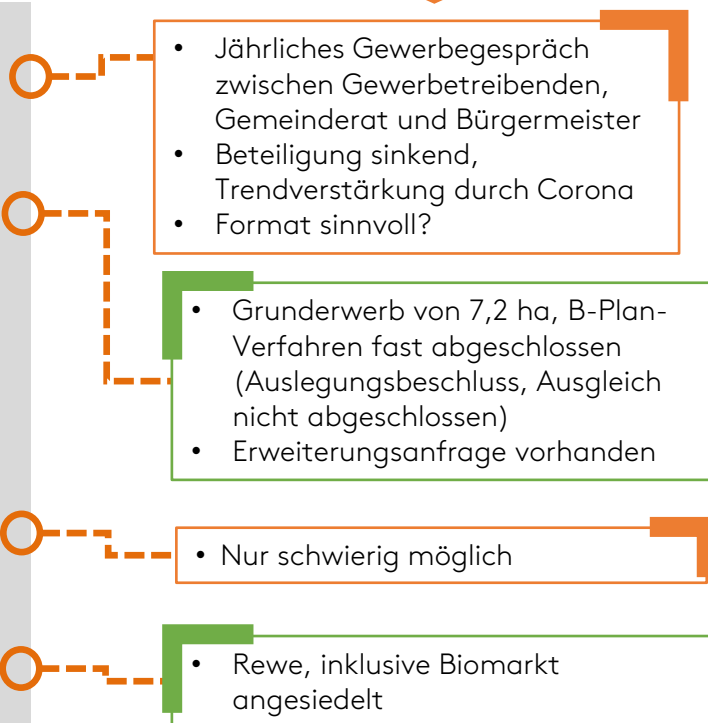 • Jährliches Gewerbegespräch
zwischen Gewerbetreibenden,
Gemeinderat und Bürgermeister
• Beteiligung sinkend,
Trendverstärkung durch Corona
• Format sinnvoll?
• Grunderwerb von 7,2 ha, B-Plan-
Verfahren fast abgeschlossen
(Auslegungsbeschluss, Ausgleich
nicht abgeschlossen)
• Erweiterungsanfrage vorhanden
• Nur schwierig möglich
• Rewe, inklusive Biomarkt
angesiedelt